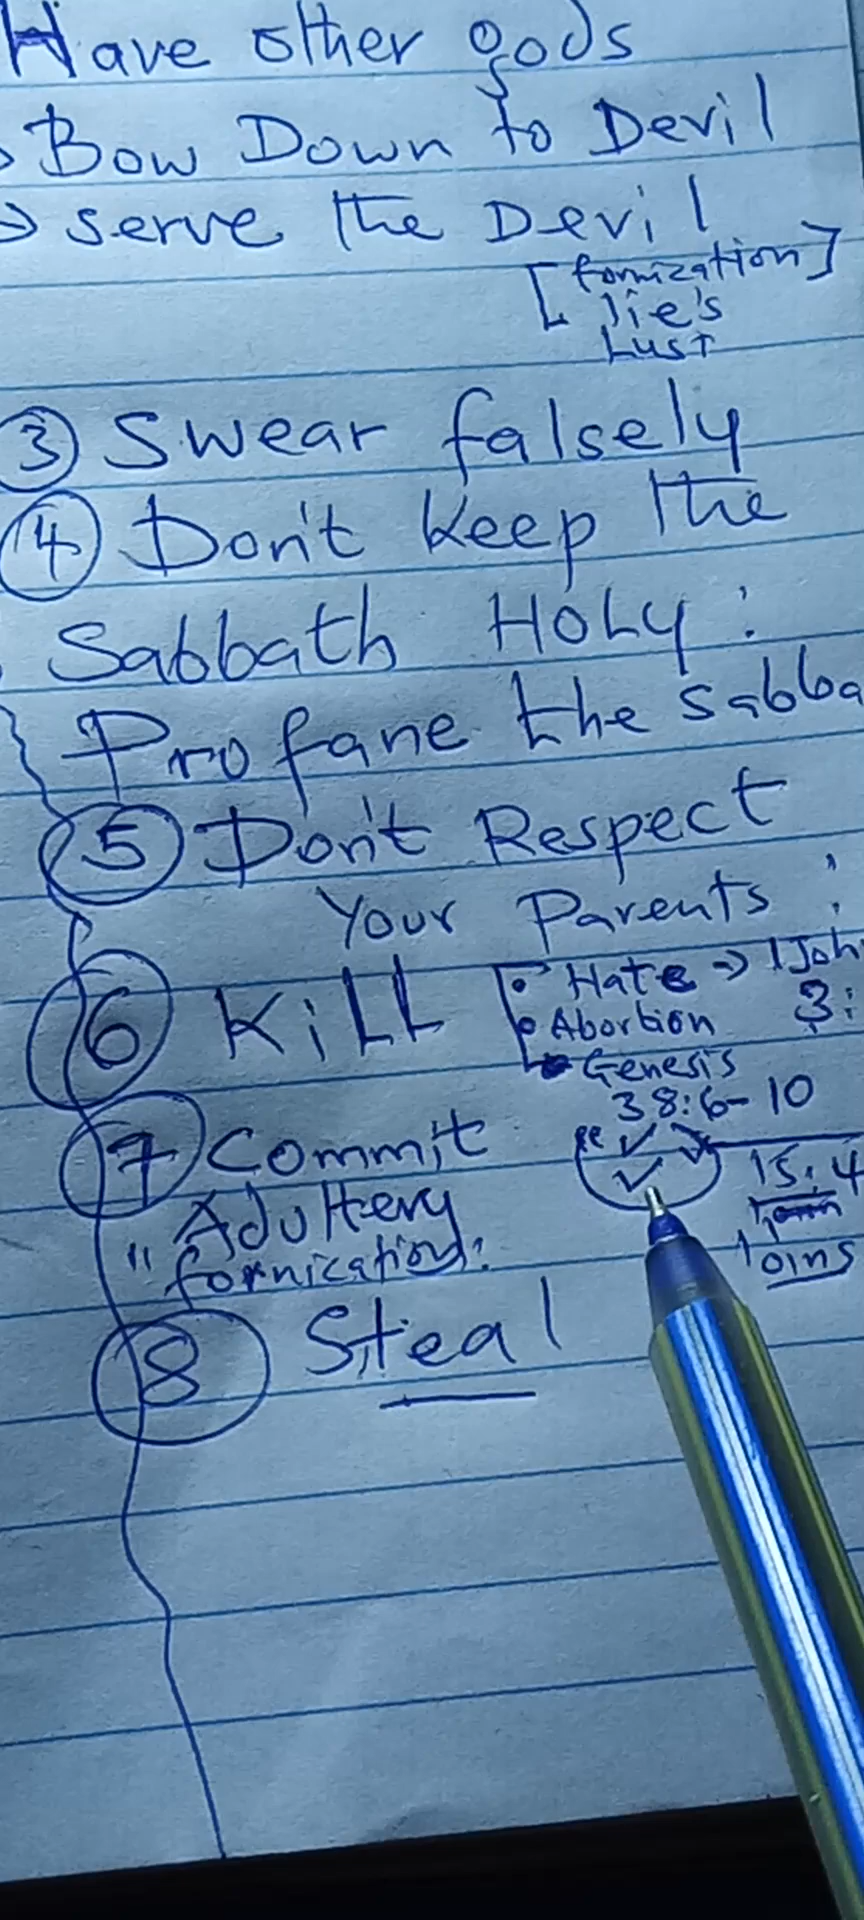 Have other gods
Bow Down to Devil
→ serve the Devil
[fornization]
lie's
Lust
③ Swear falsely
④ Don't Keep the
Sabbath HOLY :
Profane the Sabba
⑤ Don't Respect
Your Parents :
⑥ KiLL [• Hate → 1 Joh
• Abortion 3:
Genesis
38:6-10
⑦ Commit
15:4
Adultery
" fornication:
loins
⑧ Steal